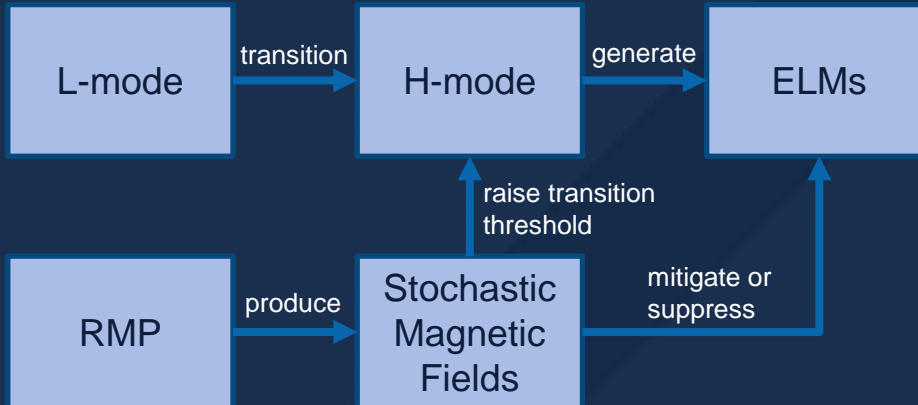 L-mode
transition
H-mode
generate
ELMs
raise transition
threshold
RMP
produce
Stochastic
Magnetic
Fields
mitigate or
suppress